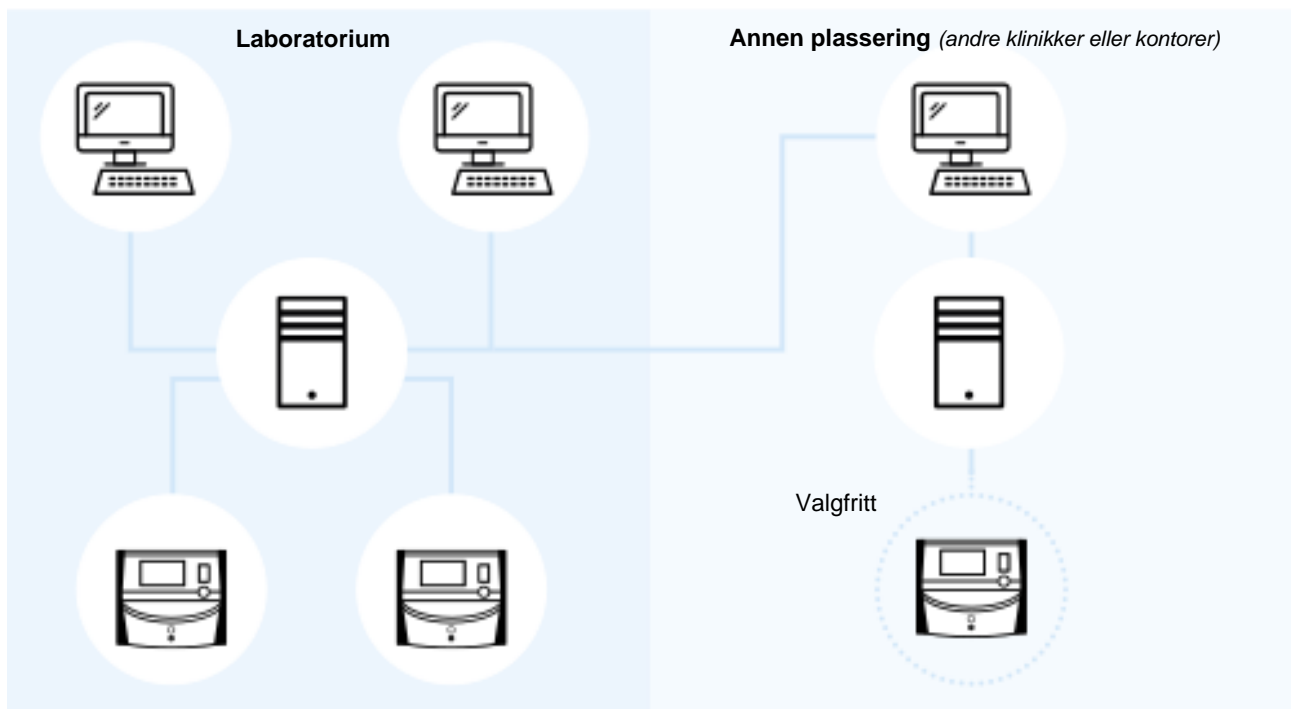 Laboratorium
Annen plassering (andre klinikker eller kontorer)
Valgfritt